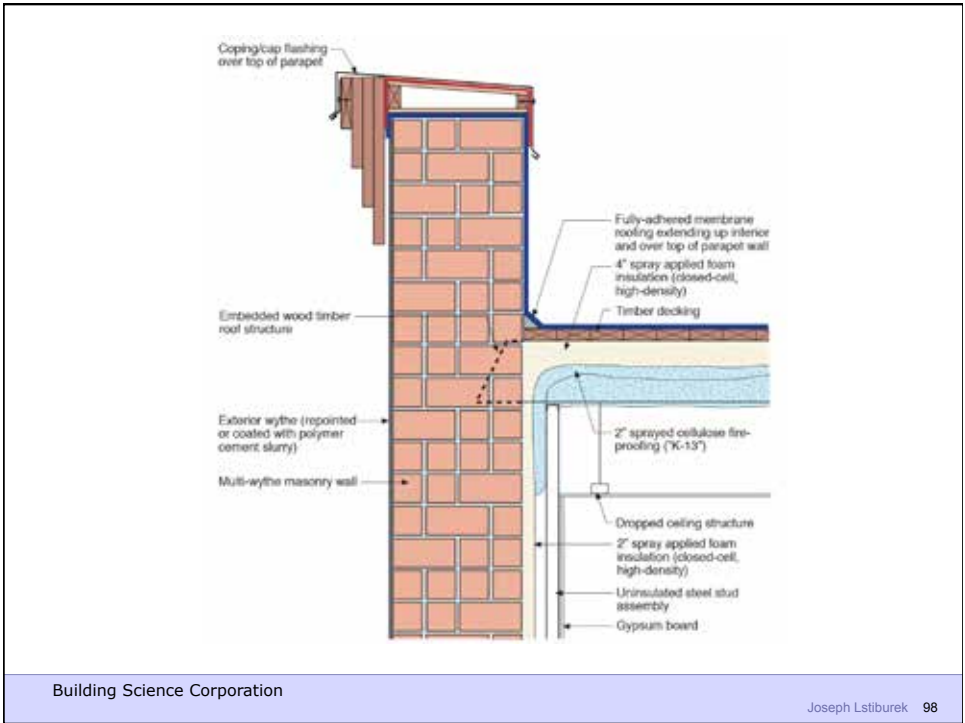 Coping/cap flashing
over top of parapet
Fully-adhered membrane
roofing extending up interior
and over top of parapet wall
4" spray applied foam
insulation (closed-cell,
high-density)
Timber decking
Embedded wood timber
roof structure
Exterior wythe (repointed
or coated with polymer
cement slurry)
2" sprayed cellulose fire-
proofing ("K-13")
Multi-wythe masonry wall
Dropped ceiling structure
2" spray applied foam
insulation (closed-cell,
high-density)
Uninsulated steel stud
assembly
Gypsum board
Building Science Corporation
Joseph Lstiburek 98